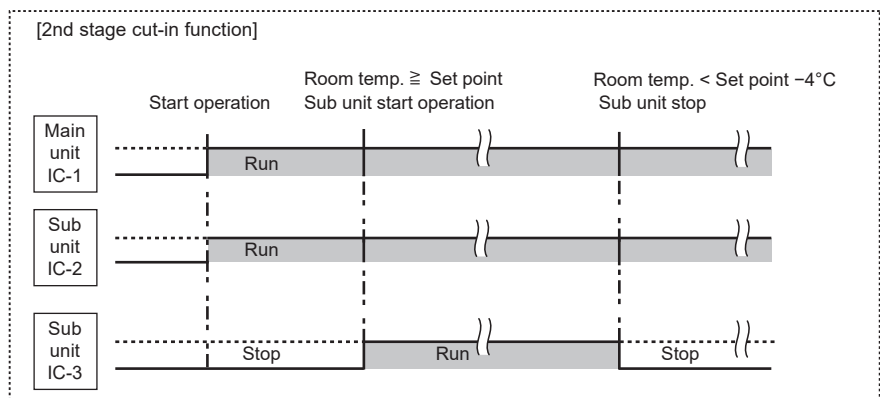 [2nd stage cut-in function]
Start operation
Room temp. ≧ Set point
Sub unit start operation
Room temp. < Set point −4°C
Sub unit stop
Main
unit
IC-1
Run
Sub
unit
IC-2
Run
Sub
unit
IC-3
Stop
Run
Stop